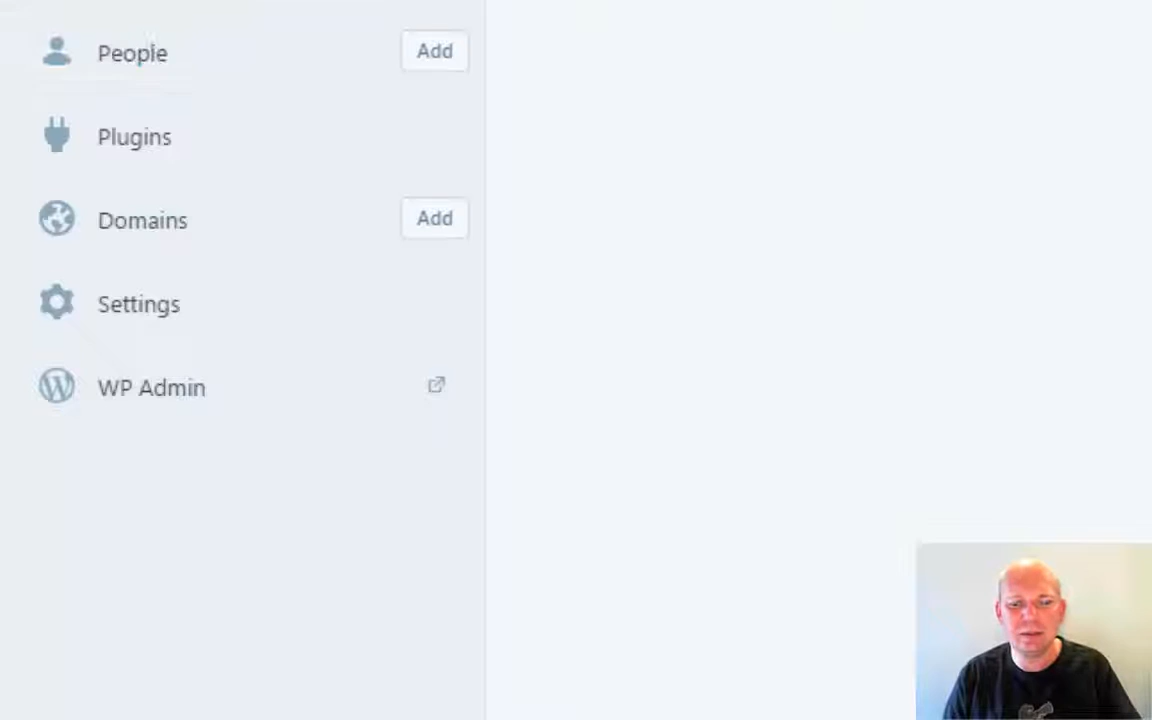 People Add
Plugins
Domains Add
Settings
WP Admin